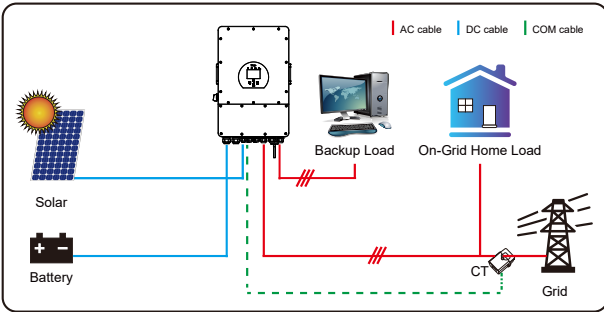 AC cable
DC cable
COM cable
Backup Load
On-Grid Home Load
Solar
Battery
CT
Grid